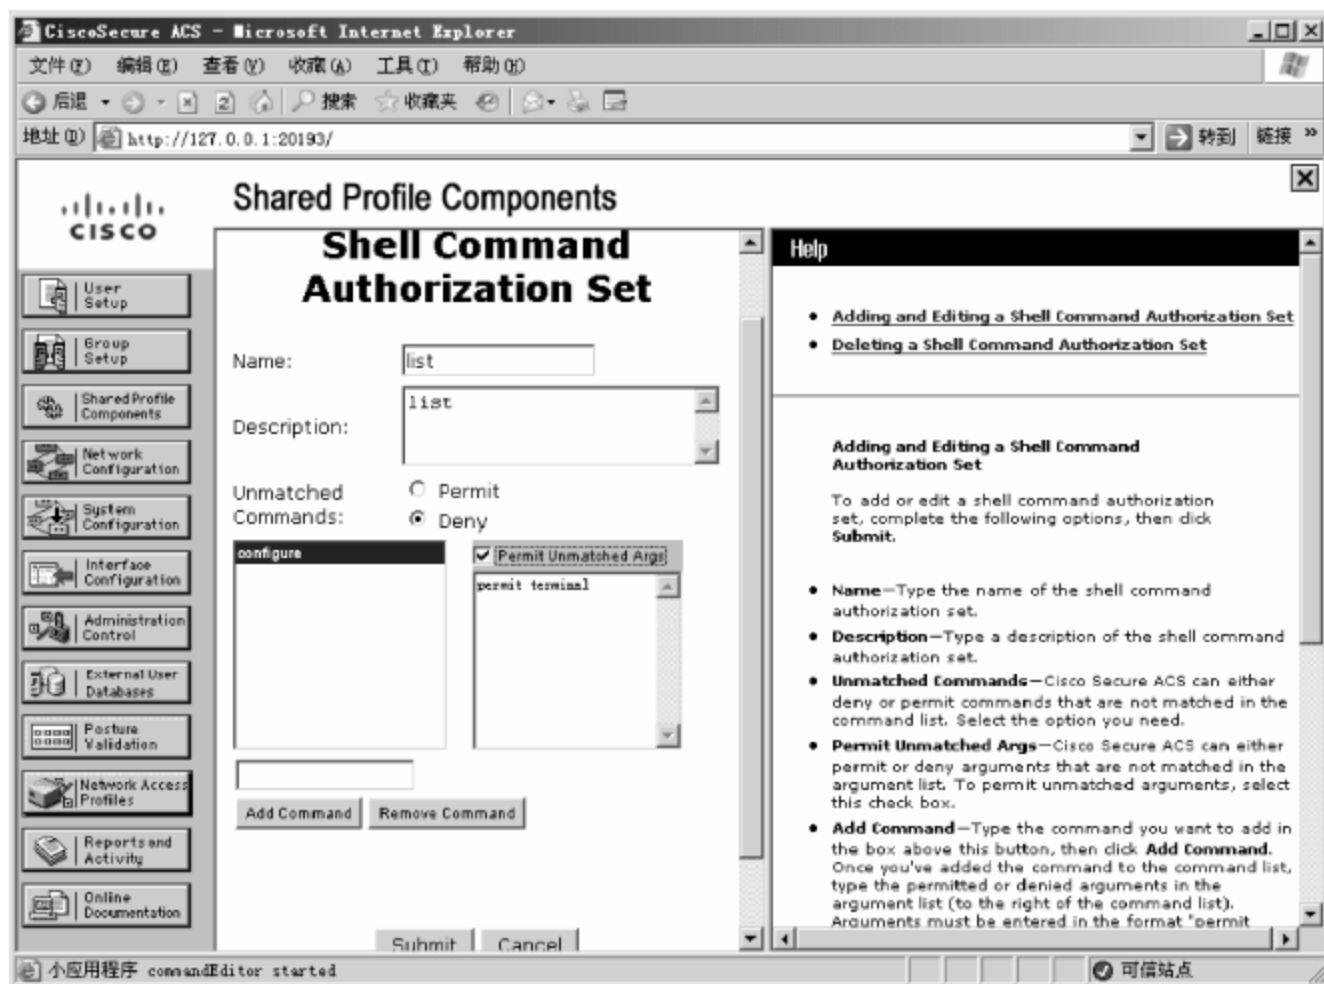 CiscoSecure ACS - Microsoft Internet Explorer
文件(F) 编辑(E) 查看(V) 收藏(A) 工具(T) 帮助(H)
后退 搜索 收藏夹
地址(D) http://127.0.0.1:20193/ 转到 链接 »
CISCO
Shared Profile Components
User Setup
Group Setup
Shared Profile Components
Network Configuration
System Configuration
Interface Configuration
Administration Control
External User Databases
Posture Validation
Network Access Profiles
Reports and Activity
Online Documentation
Shell Command
Authorization Set
Name: list
Description: list
Unmatched Commands:
Permit
Deny
configure
Permit Unmatched Args
permit terminal
Add Command Remove Command
Submit Cancel
Help
• Adding and Editing a Shell Command Authorization Set
• Deleting a Shell Command Authorization Set
Adding and Editing a Shell Command
Authorization Set
To add or edit a shell command authorization
set, complete the following options, then click
Submit.
• Name—Type the name of the shell command
authorization set.
• Description—Type a description of the shell command
authorization set.
• Unmatched Commands—Cisco Secure ACS can either
deny or permit commands that are not matched in the
command list. Select the option you need.
• Permit Unmatched Args—Cisco Secure ACS can either
permit or deny arguments that are not matched in the
argument list. To permit unmatched arguments, select
this check box.
• Add Command—Type the command you want to add in
the box above this button, then click Add Command.
Once you've added the command to the command list,
type the permitted or denied arguments in the
argument list (to the right of the command list).
Arguments must be entered in the format "permit
小应用程序 commandEditor started 可信站点